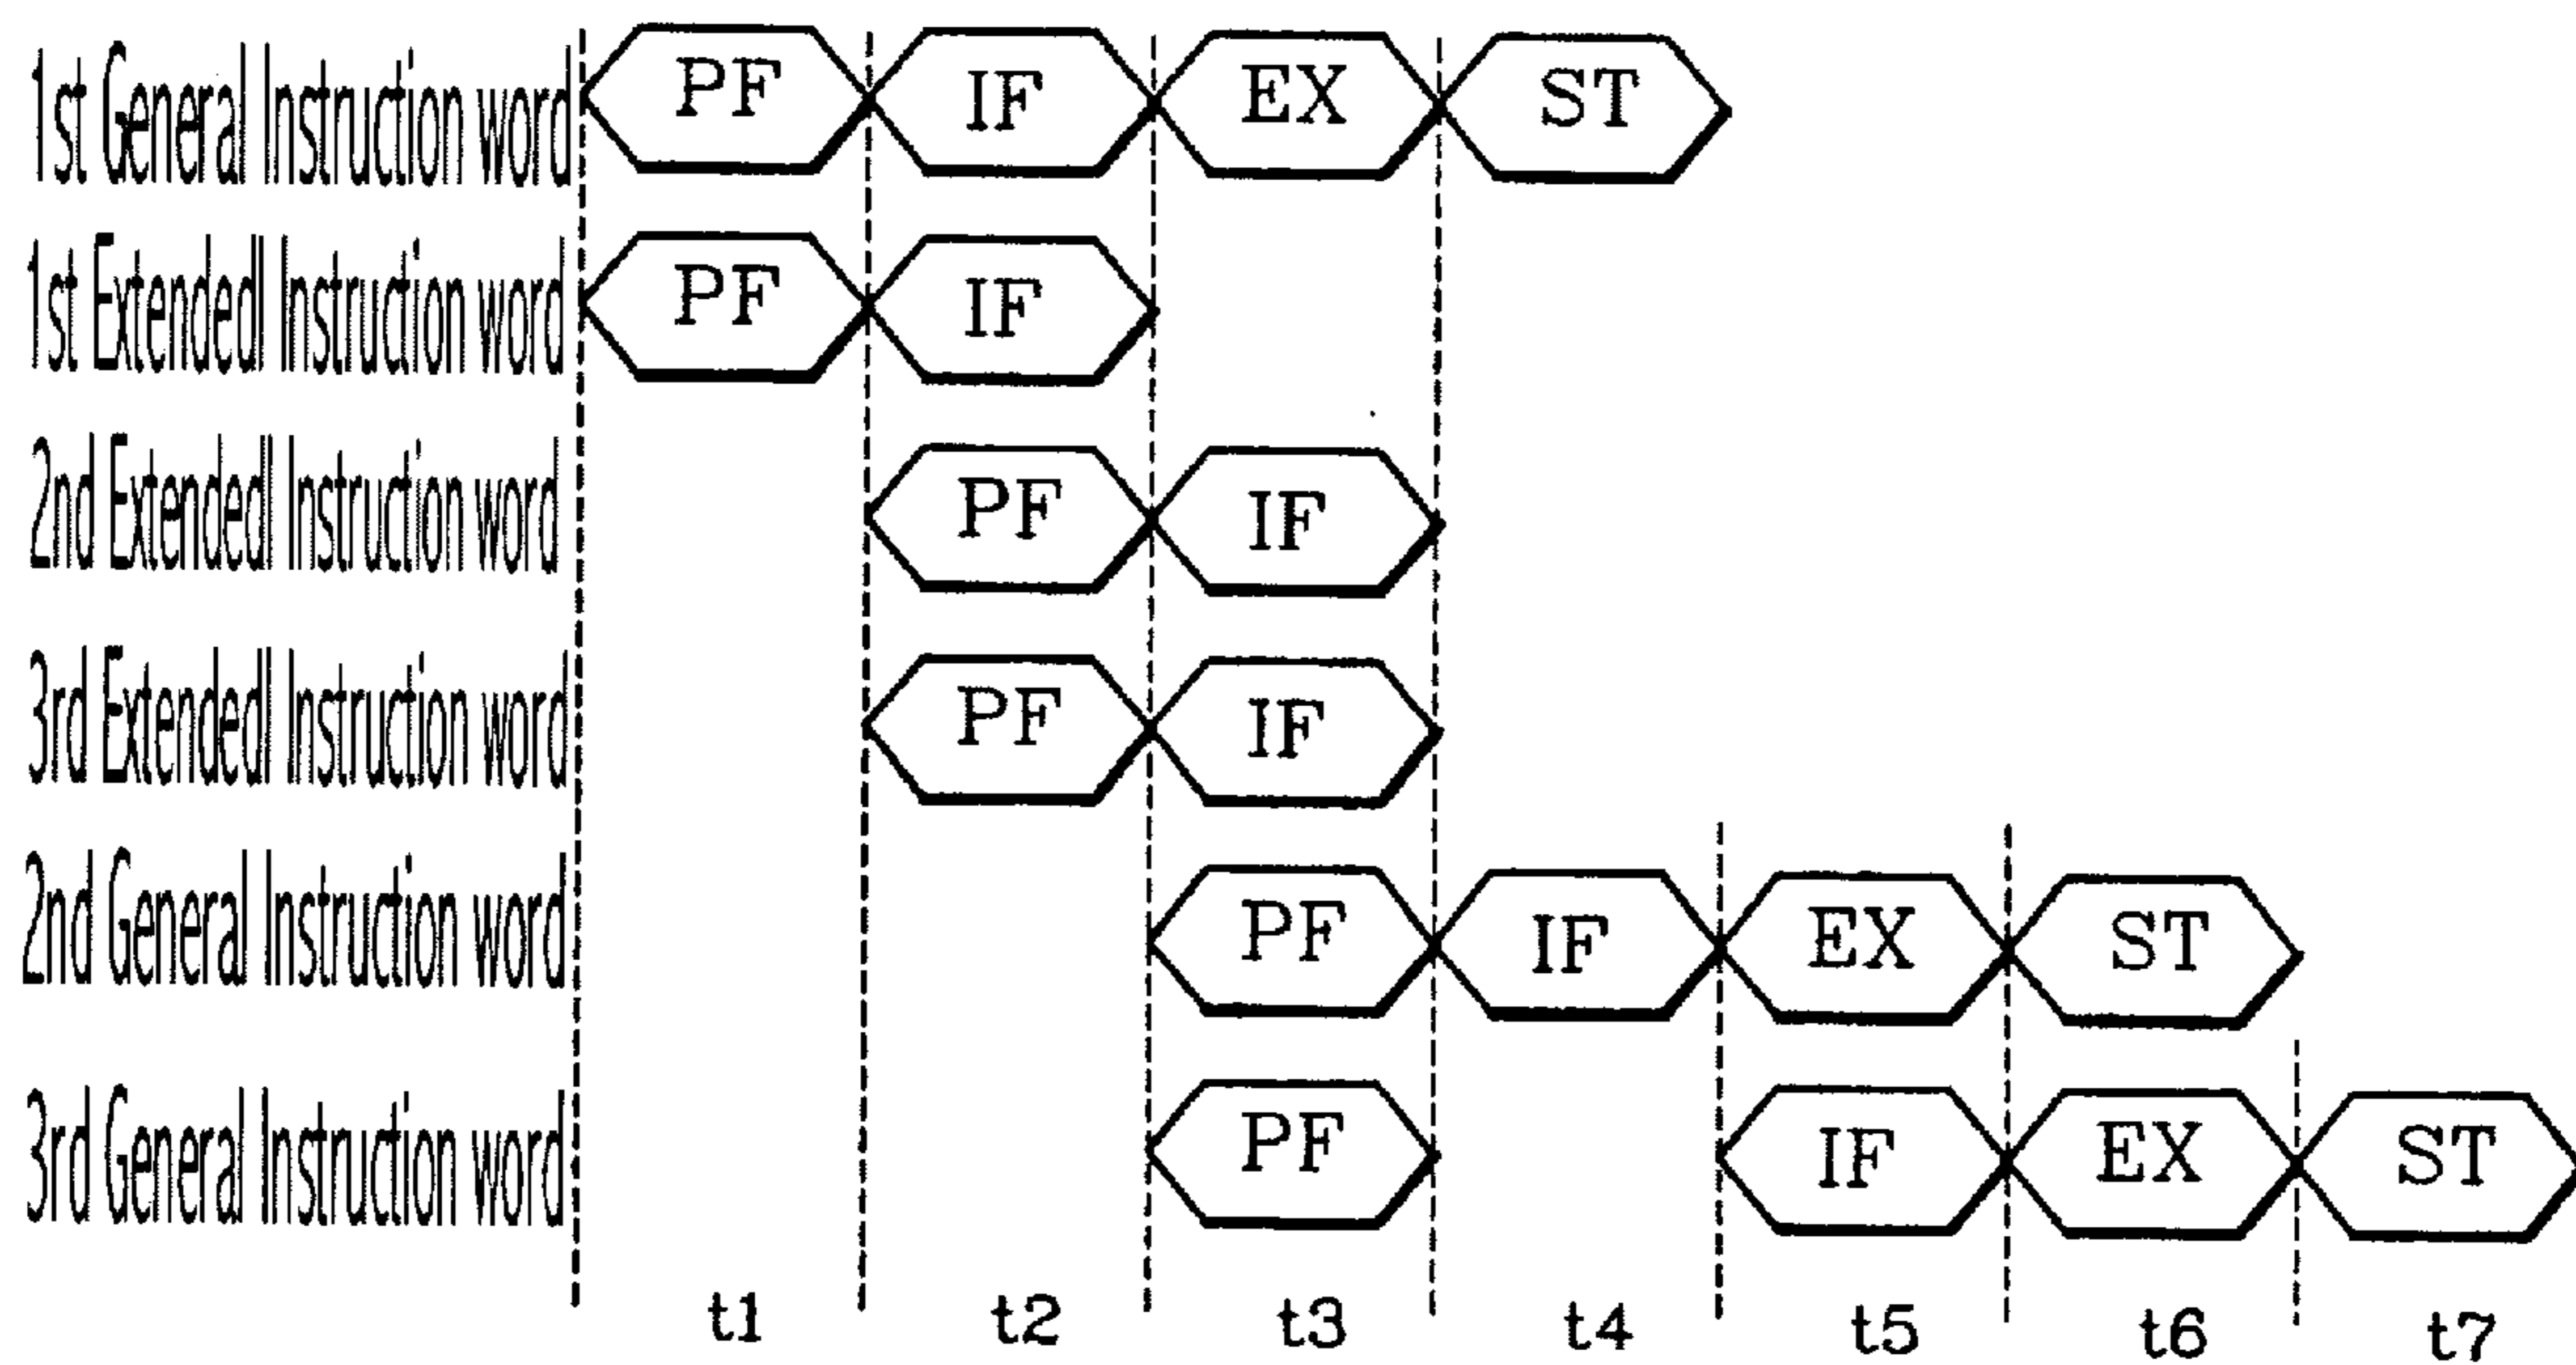 1st General Instruction word PF IF EX ST
1st Extendedl Instruction word PF IF
2nd Extendedl Instruction word PF IF
3rd Extendedl Instruction word PF IF
2nd General Instruction word PF IF EX ST
3rd General Instruction word PF IF EX ST
t1 t2 t3 t4 t5 t6 t7